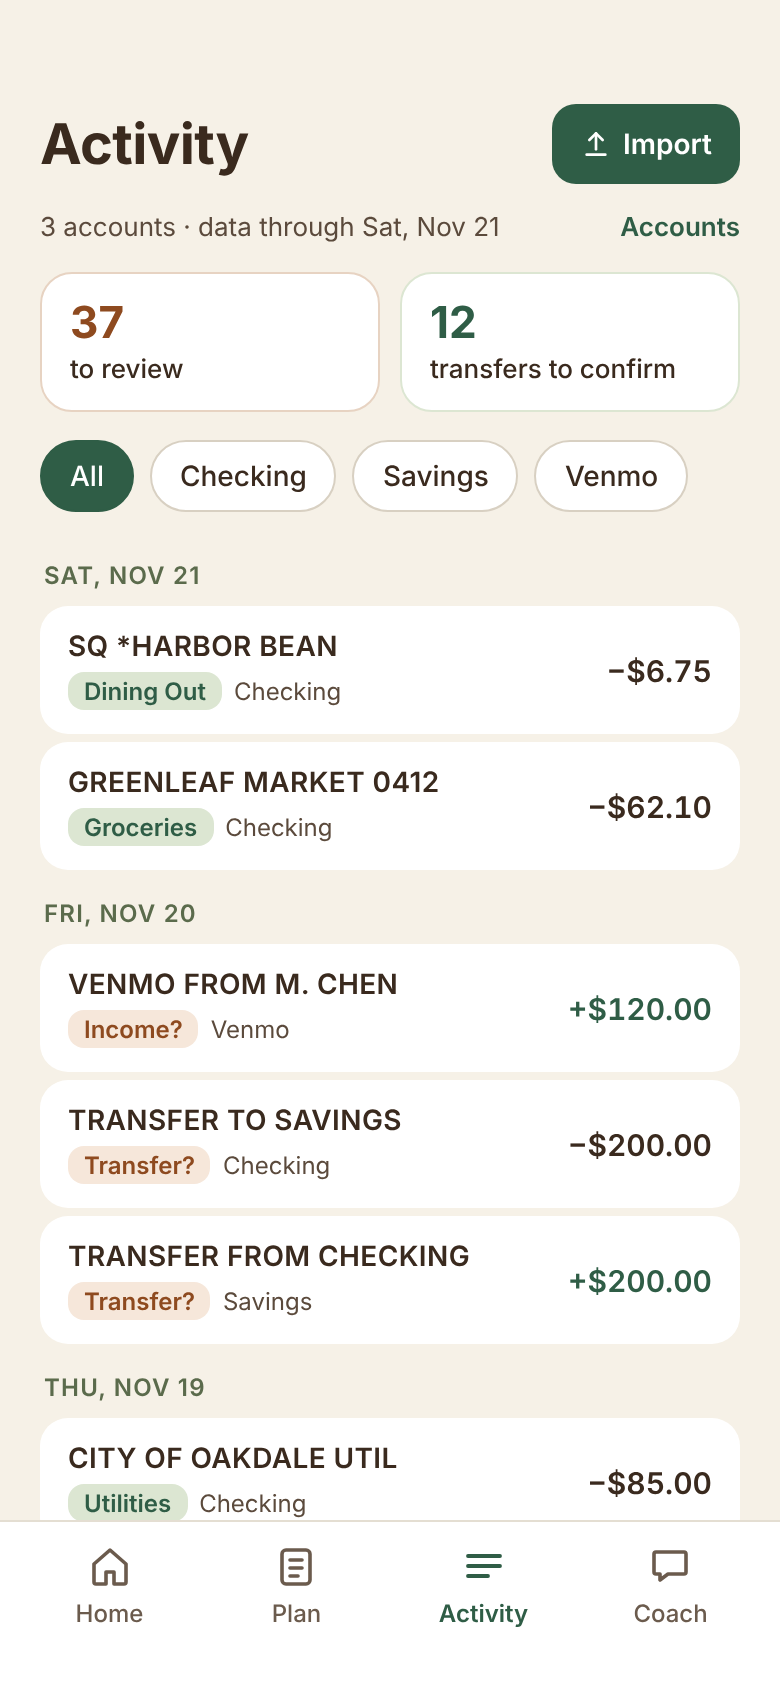 Activity
Import
3 accounts · data through Sat, Nov 21
Accounts
37
to review
12
transfers to confirm
All
Checking
Savings
Venmo
SAT, NOV 21
SQ *HARBOR BEAN
Dining Out
Checking
−$6.75
GREENLEAF MARKET 0412
Groceries
Checking
−$62.10
FRI, NOV 20
VENMO FROM M. CHEN
Income?
Venmo
+$120.00
TRANSFER TO SAVINGS
Transfer?
Checking
−$200.00
TRANSFER FROM CHECKING
Transfer?
Savings
+$200.00
THU, NOV 19
CITY OF OAKDALE UTIL
Utilities
Checking
−$85.00
Home
Plan
Activity
Coach